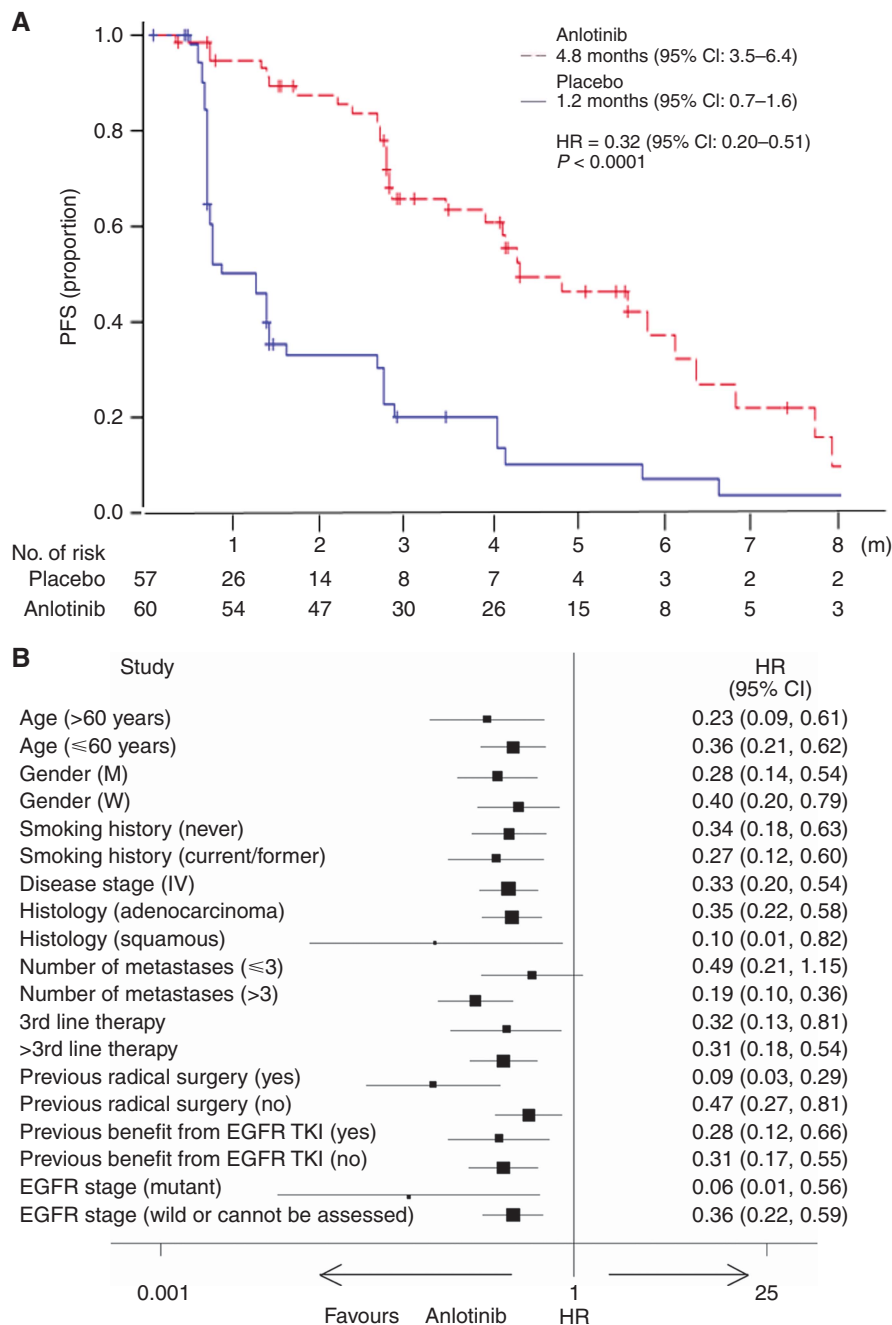 A
Anlotinib
4.8 months (95% CI: 3.5–6.4)
Placebo
1.2 months (95% CI: 0.7–1.6)
HR = 0.32 (95% CI: 0.20–0.51)
P < 0.0001
PFS (proportion)
1.0
0.8
0.6
0.4
0.2
0.0
1 2 3 4 5 6 7 8 (m)
No. of risk
Placebo 57 26 14 8 7 4 3 2 2
Anlotinib 60 54 47 30 26 15 8 5 3
B
Study HR
(95% CI)
Age (>60 years) 0.23 (0.09, 0.61)
Age (≤60 years) 0.36 (0.21, 0.62)
Gender (M) 0.28 (0.14, 0.54)
Gender (W) 0.40 (0.20, 0.79)
Smoking history (never) 0.34 (0.18, 0.63)
Smoking history (current/former) 0.27 (0.12, 0.60)
Disease stage (IV) 0.33 (0.20, 0.54)
Histology (adenocarcinoma) 0.35 (0.22, 0.58)
Histology (squamous) 0.10 (0.01, 0.82)
Number of metastases (≤3) 0.49 (0.21, 1.15)
Number of metastases (>3) 0.19 (0.10, 0.36)
3rd line therapy 0.32 (0.13, 0.81)
>3rd line therapy 0.31 (0.18, 0.54)
Previous radical surgery (yes) 0.09 (0.03, 0.29)
Previous radical surgery (no) 0.47 (0.27, 0.81)
Previous benefit from EGFR TKI (yes) 0.28 (0.12, 0.66)
Previous benefit from EGFR TKI (no) 0.31 (0.17, 0.55)
EGFR stage (mutant) 0.06 (0.01, 0.56)
EGFR stage (wild or cannot be assessed) 0.36 (0.22, 0.59)
0.001 1 25
Favours Anlotinib HR